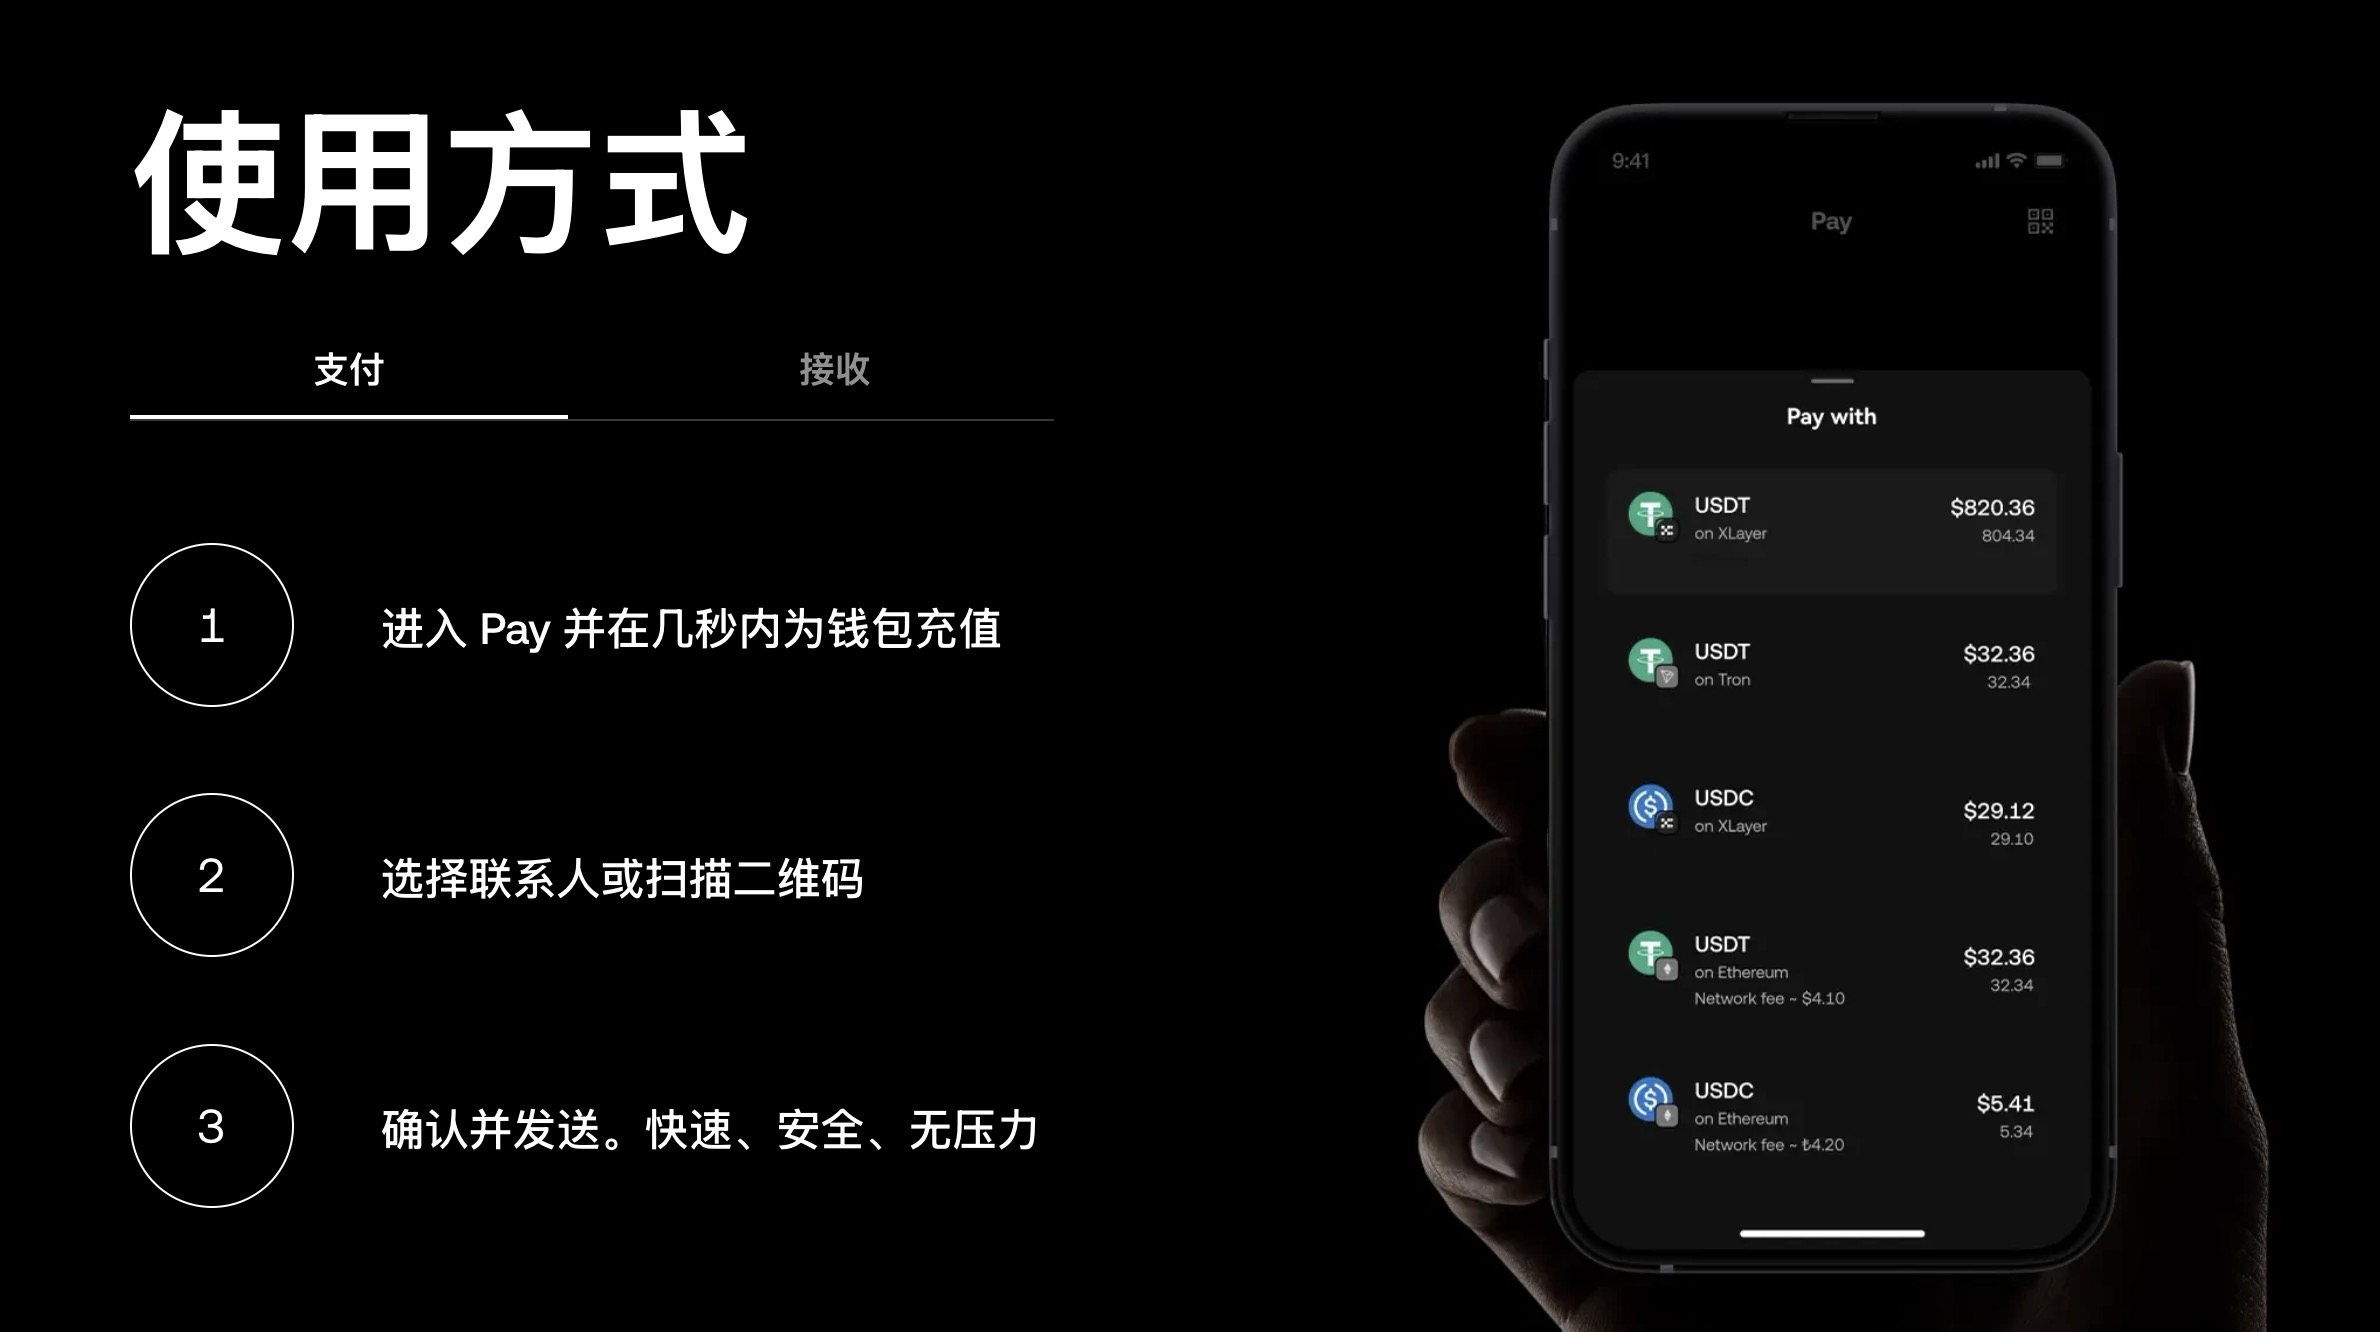 使用方式
支付
接收
1
进入 Pay 并在几秒内为钱包充值
2
选择联系人或扫描二维码
3
确认并发送。快速、安全、无压力
9:41
Pay
Pay with
USDT
$820.36
on XLayer
804.34
USDT
$32.36
on Tron
32.34
USDC
$29.12
on XLayer
29.10
USDT
$32.36
on Ethereum
32.34
Network fee ~ $4.10
USDC
$5.41
on Ethereum
5.34
Network fee ~ ₺4.20